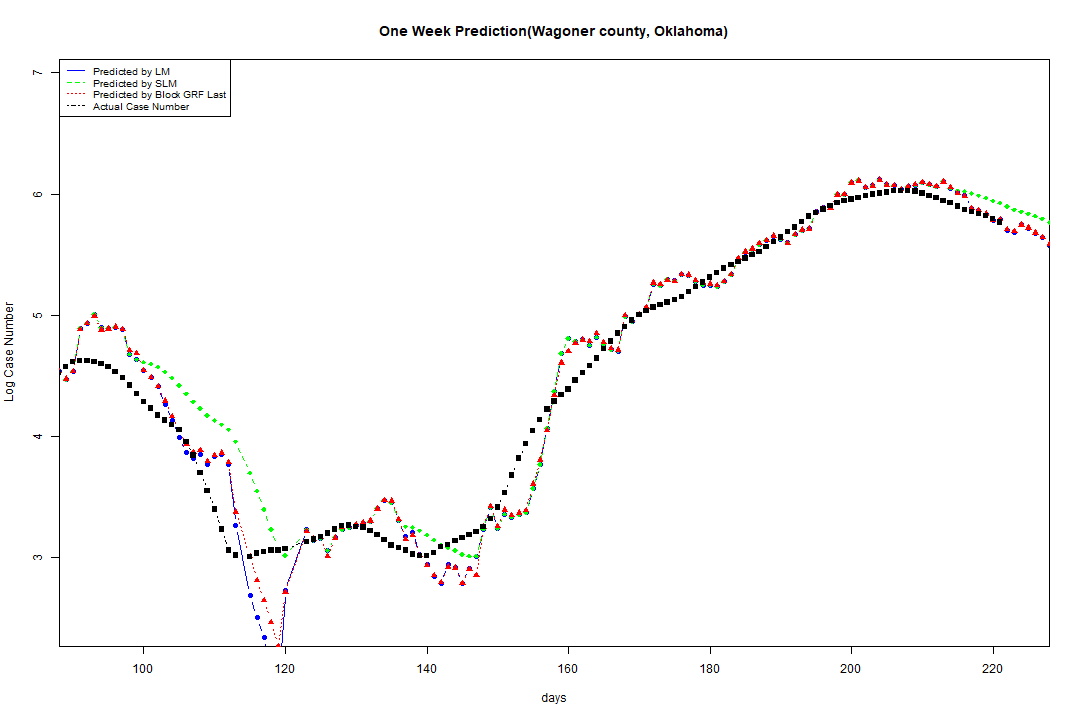 One Week Prediction(Wagoner county, Oklahoma)
Predicted by LM
Predicted by SLM
Predicted by Block GRF Last
Actual Case Number
7
6
5
4
3
Log Case Number
100 120 140 160 180 200 220
days